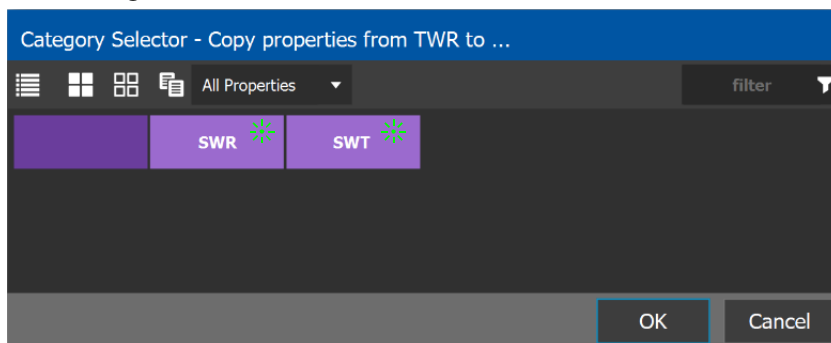 Category Selector - Copy properties from TWR to ...
All Properties filter
SWR SWT
OK Cancel